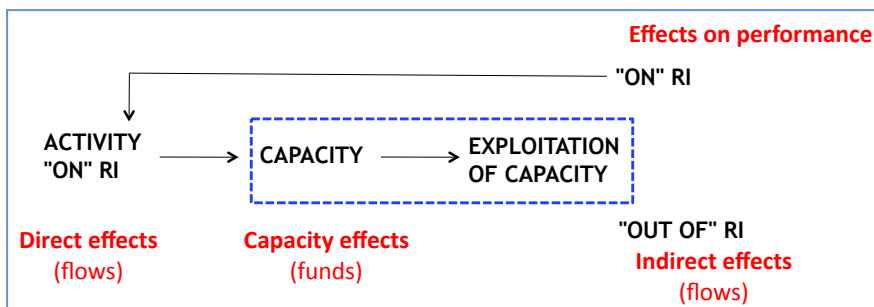 Effects on performance
"ON" RI
ACTIVITY
"ON" RI
CAPACITY
EXPLOITATION
OF CAPACITY
"OUT OF" RI
Direct effects
(flows)
Capacity effects
(funds)
Indirect effects
(flows)